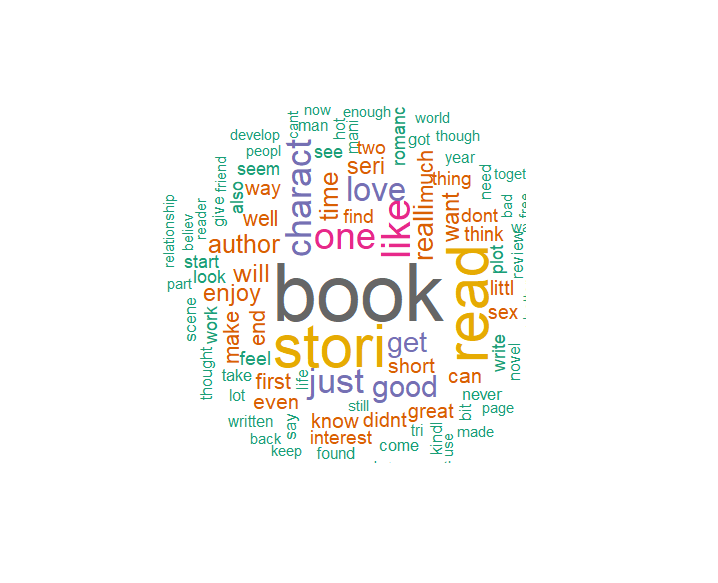 now
enough
cant
man
hot
mani
romanc
world
develop
got
though
peopl
see
two
year
seem
charact
seri
much
thing
need
toget
friend
also
way
time
love
like
realli
want
bad
free
relationship
believ
reader
give
well
find
dont
author
one
think
review
start
will
plot
look
book
read
littl
part
enjoy
scene
work
make
end
stori
get
sex
write
novel
feel
short
thought
take
first
life
just
good
can
lot
even
still
never
written
say
know
didnt
great
bit
page
back
interest
tri
kindl
use
made
keep
found
come